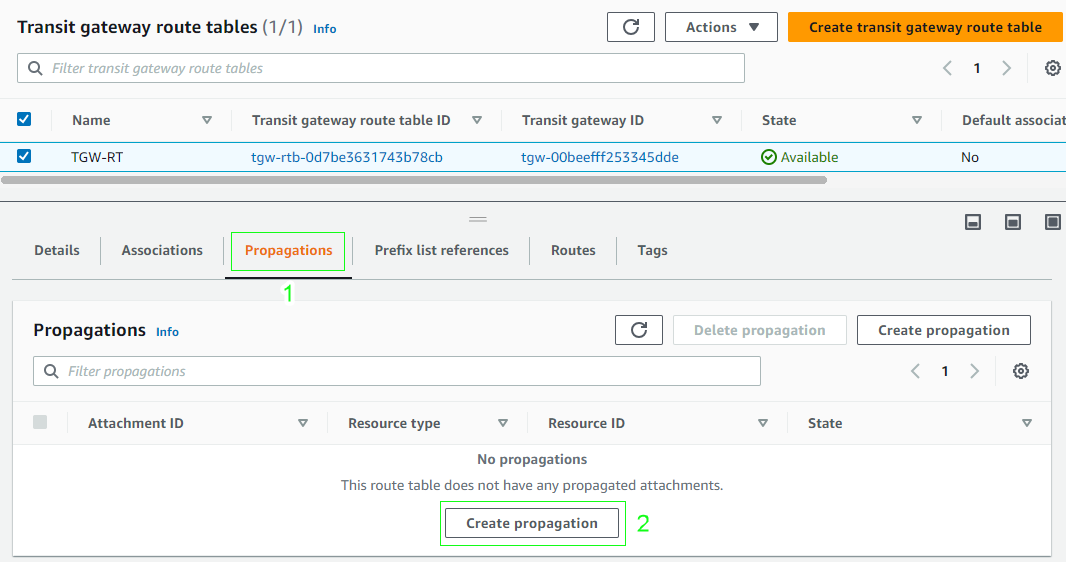 Transit gateway route tables (1/1) Info
Actions
Create transit gateway route table
Filter transit gateway route tables
1
Name
Transit gateway route table ID
Transit gateway ID
State
Default associat
TGW-RT
tgw-rtb-0d7be3631743b78cb
tgw-00beefff253345dde
Available
No
Details
Associations
Propagations
Prefix list references
Routes
Tags
1
Propagations Info
Delete propagation
Create propagation
Filter propagations
1
Attachment ID
Resource type
Resource ID
State
No propagations
This route table does not have any propagated attachments.
Create propagation
2